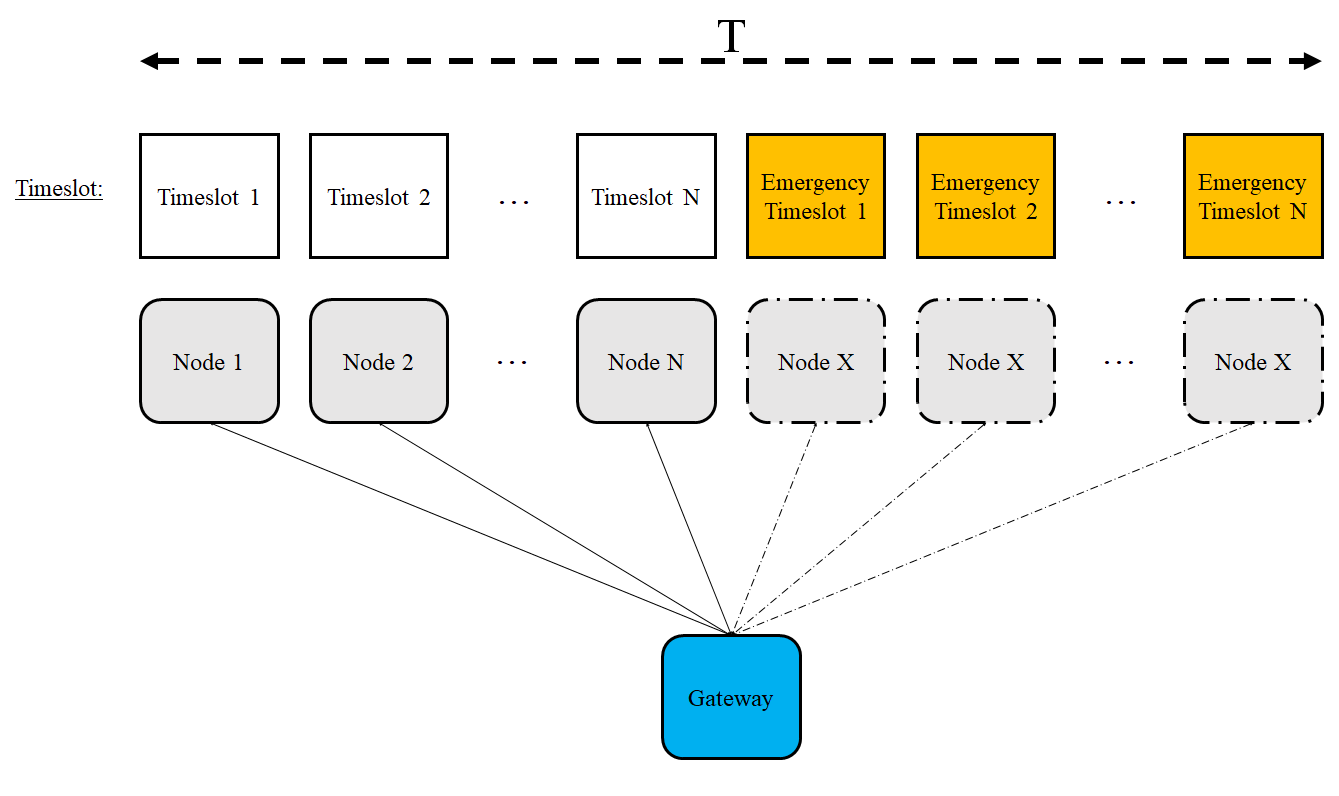 T
Timeslot:
Timeslot 1
Timeslot 2
...
Timeslot N
Emergency
Timeslot 1
Emergency
Timeslot 2
...
Emergency
Timeslot N
Node 1
Node 2
...
Node N
Node X
Node X
...
Node X
Gateway